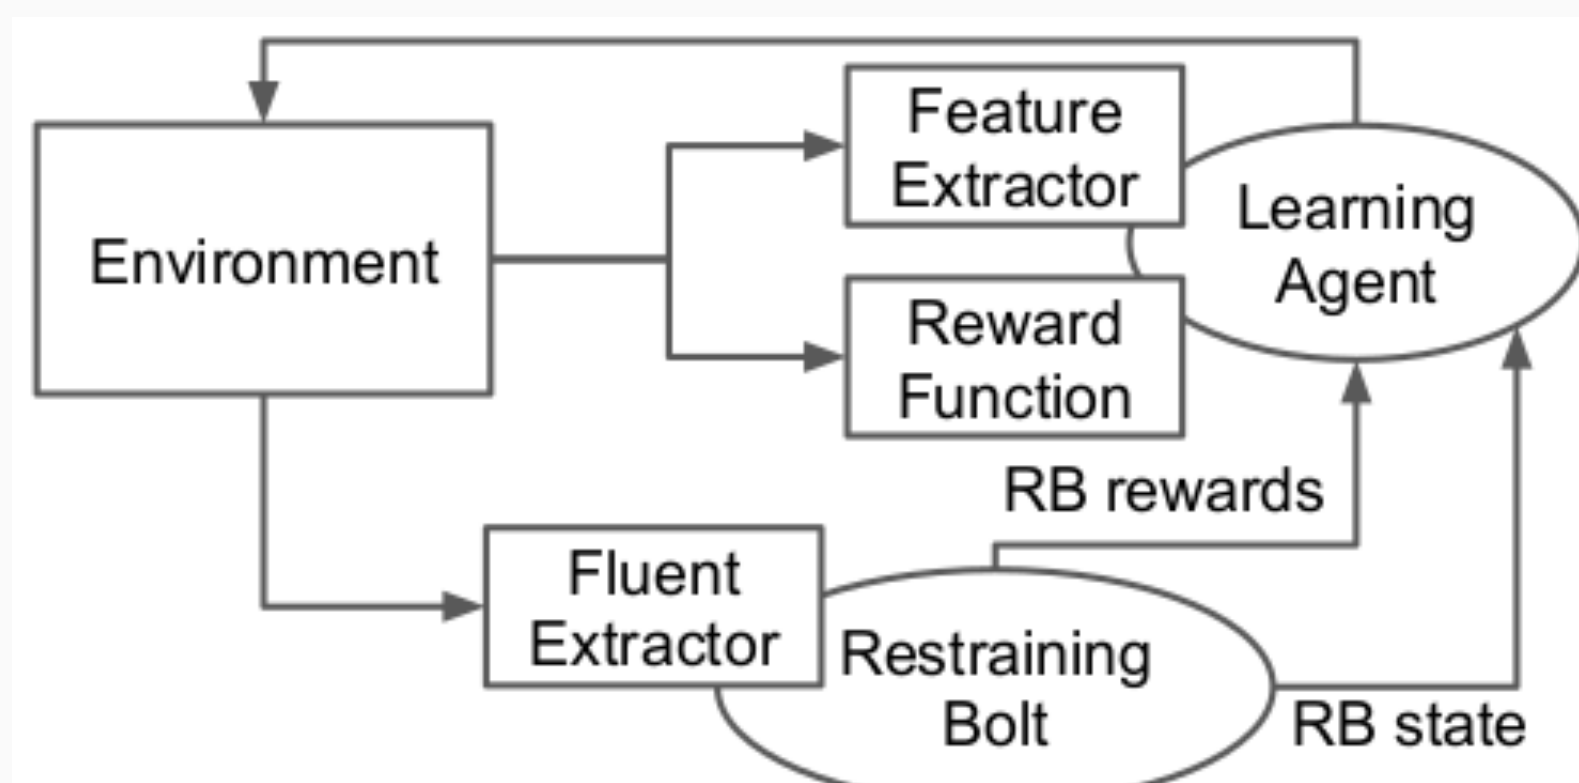 Feature
Extractor
Learning
Agent
Environment
Reward
Function
RB rewards
Fluent
Extractor
Restraining
Bolt
RB state